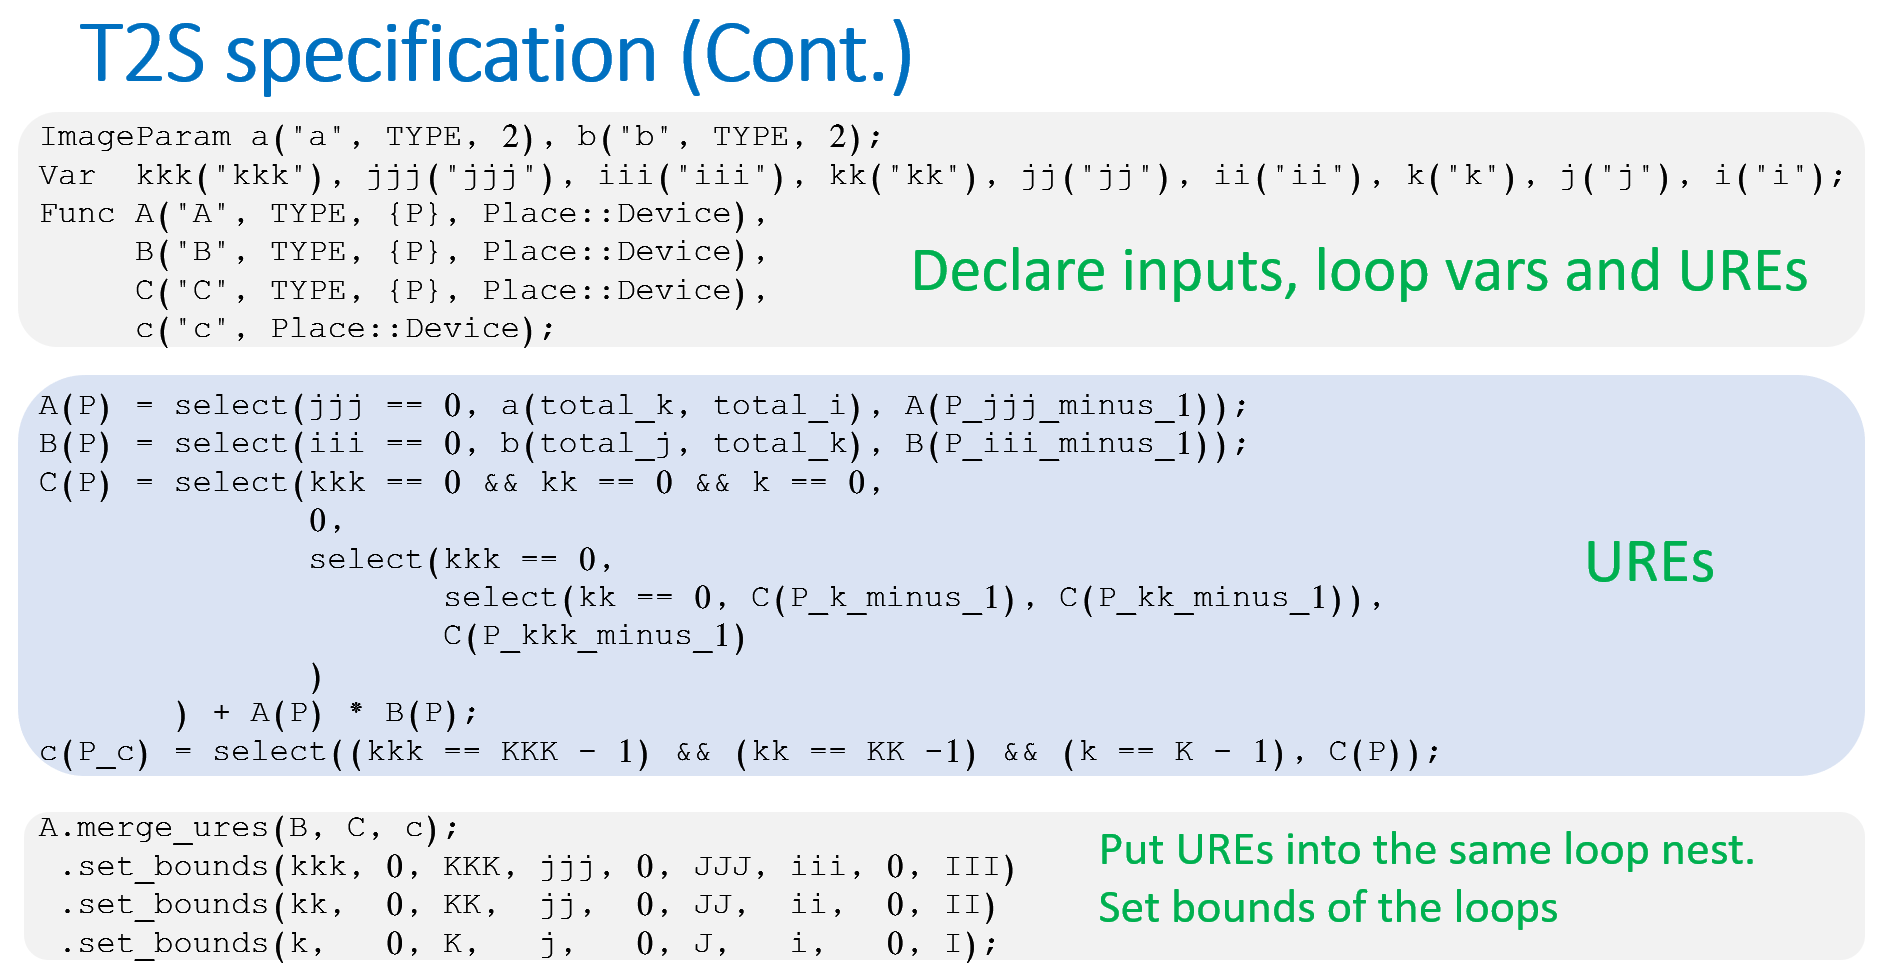 T2S specification (Cont.)
ImageParam a("a", TYPE, 2), b("b", TYPE, 2);
Var  kkk("kkk"), jjj("jjj"), iii("iii"), kk("kk"), jj("jj"), ii("ii"), k("k"), j("j"), i("i");
Func A("A", TYPE, {P}, Place::Device),
     B("B", TYPE, {P}, Place::Device),
     C("C", TYPE, {P}, Place::Device),
     c("c", Place::Device);
Declare inputs, loop vars and UREs
A(P) = select(jjj == 0, a(total_k, total_i), A(P_jjj_minus_1));
B(P) = select(iii == 0, b(total_j, total_k), B(P_iii_minus_1));
C(P) = select(kkk == 0 && kk == 0 && k == 0,
              0,
              select(kkk == 0,
                     select(kk == 0, C(P_k_minus_1), C(P_kk_minus_1)),
                     C(P_kkk_minus_1)
              )
       ) + A(P) * B(P);
c(P_c) = select((kkk == KKK - 1) && (kk == KK -1) && (k == K - 1), C(P));
UREs
A.merge_ures(B, C, c);
 .set_bounds(kkk, 0, KKK, jjj, 0, JJJ, iii, 0, III)
 .set_bounds(kk,  0, KK,  jj,  0, JJ,  ii,  0, II)
 .set_bounds(k,   0, K,   j,   0, J,   i,   0, I);
Put UREs into the same loop nest.
Set bounds of the loops